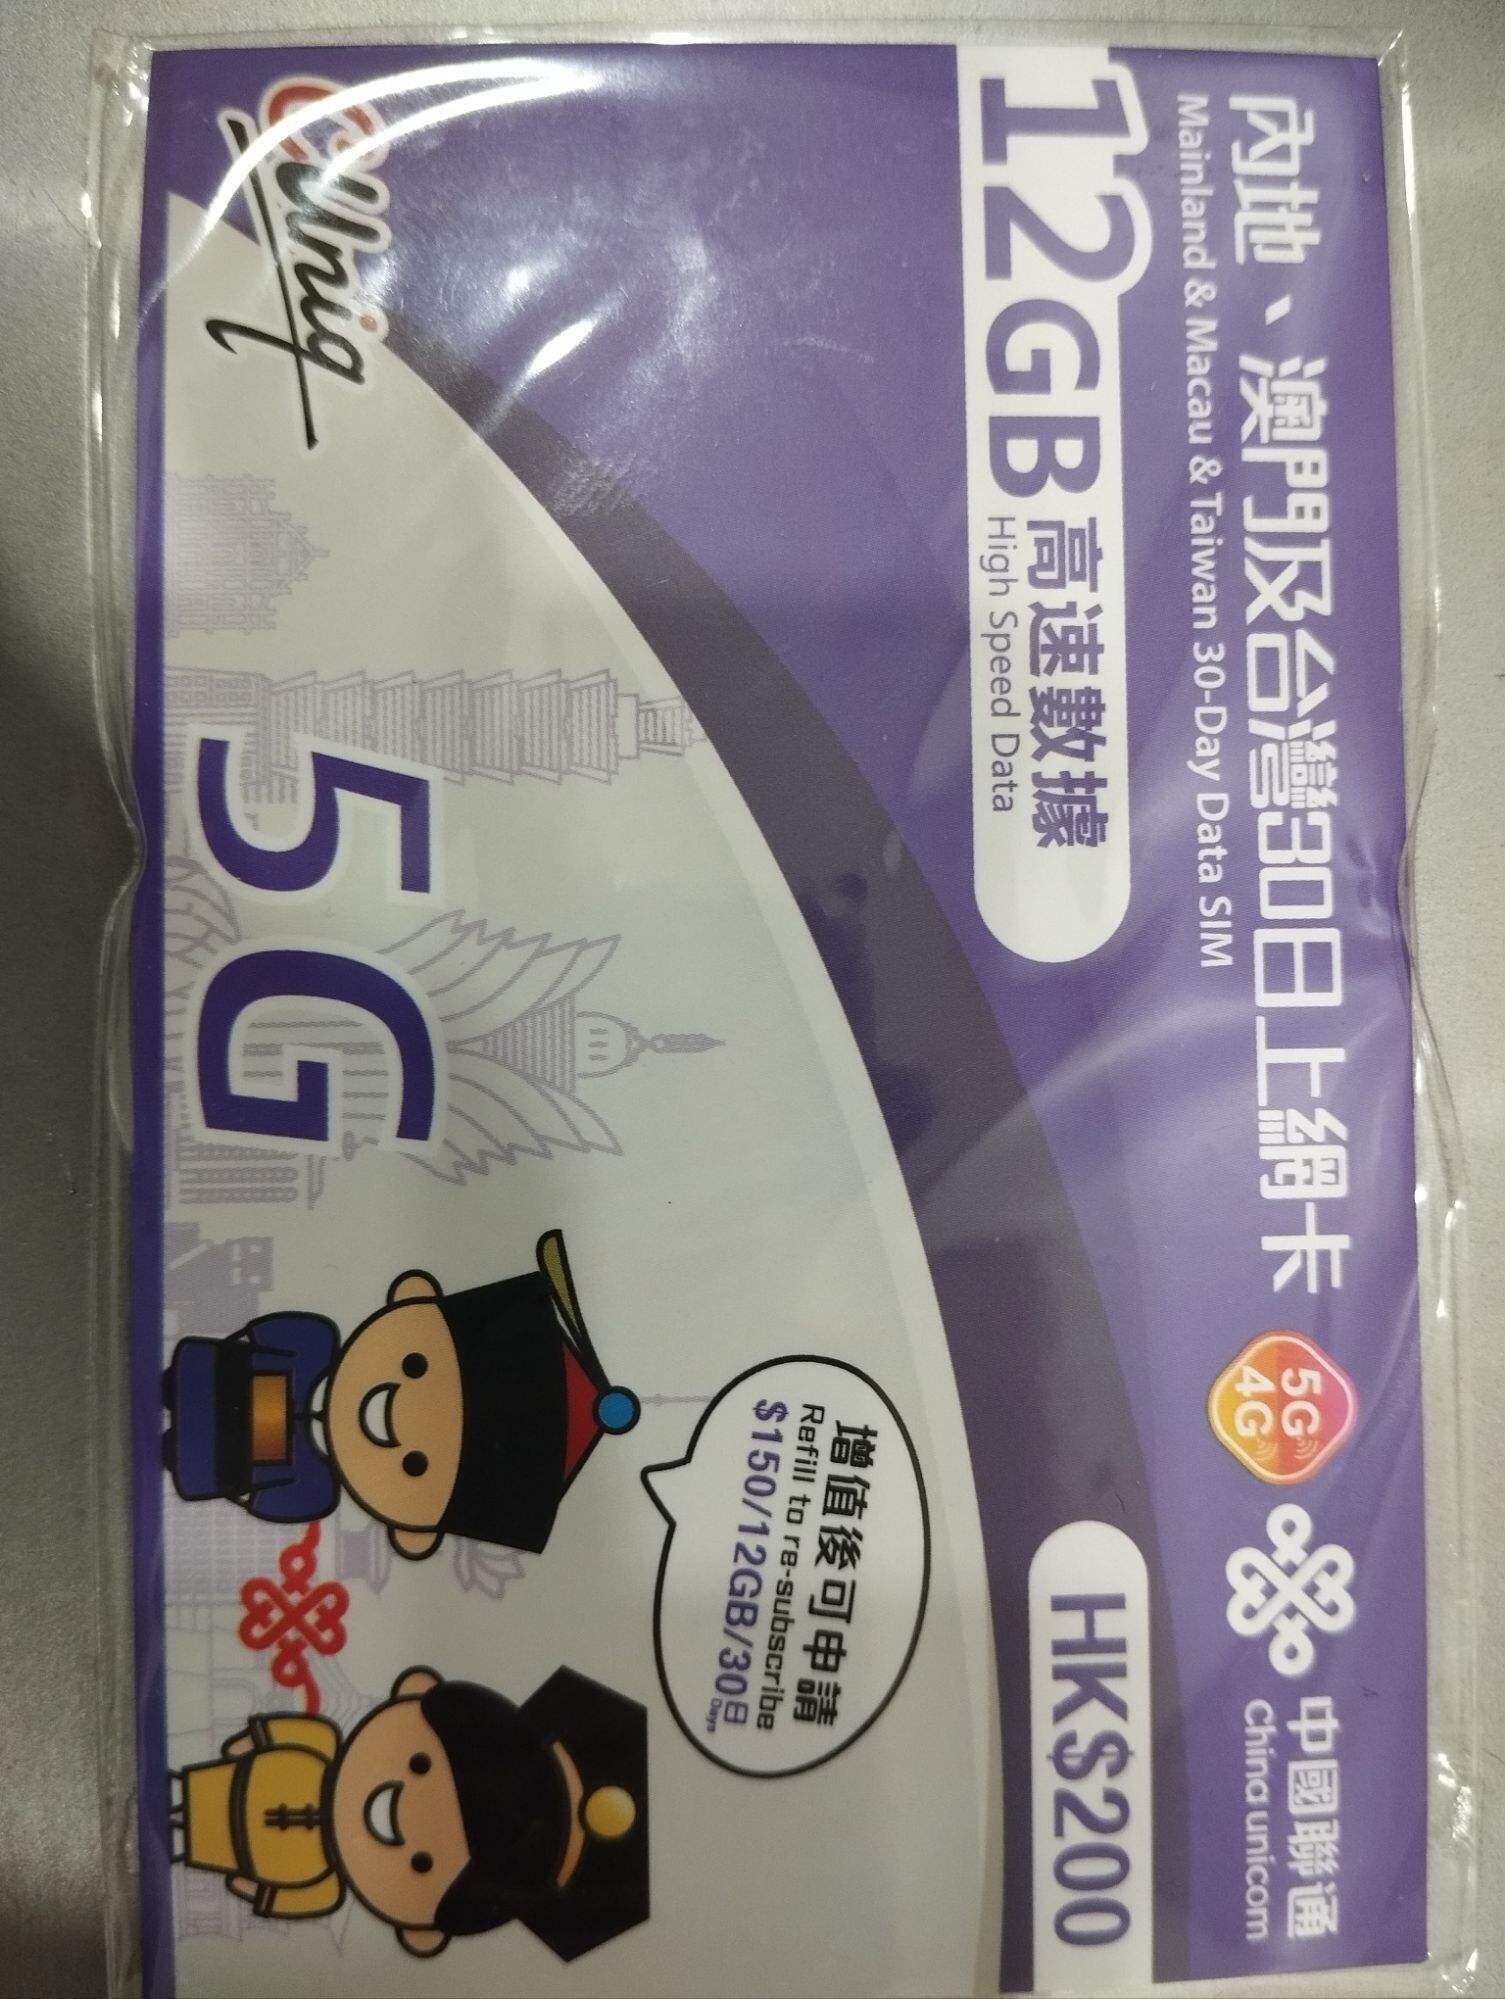 內地、澳門及台灣30日上網卡
Mainland & Macau & Taiwan 30-Day Data SIM
5G
4G
中國聯通
China unicom
12GB 高速數據
High Speed Data
HK$200
增值後可申請
Refill to re-subscribe
$150/12GB/30日
Days
CUniq
5G